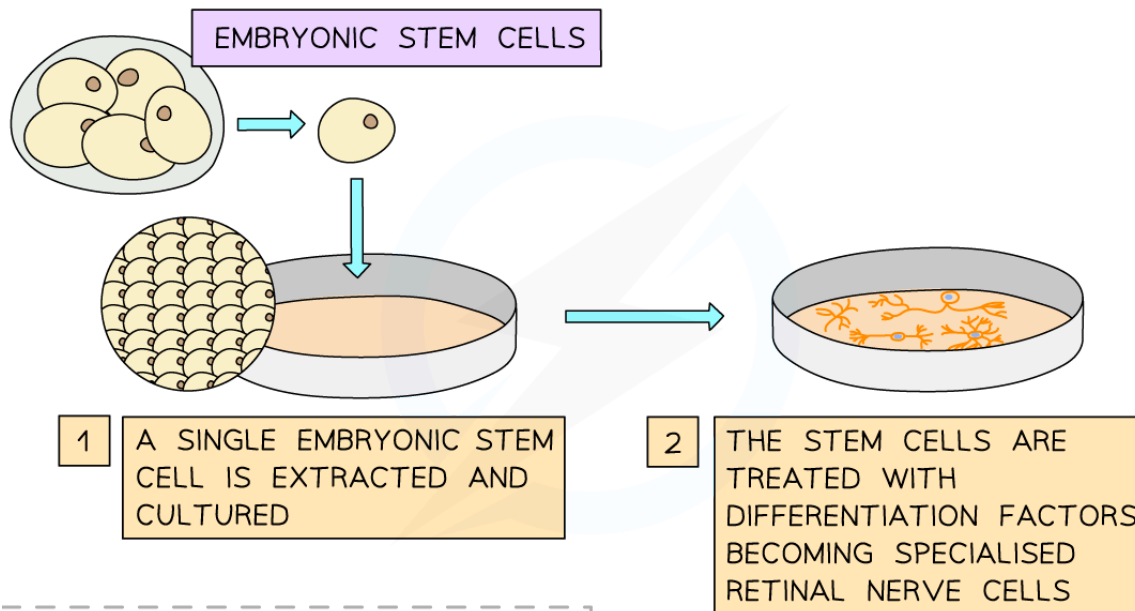 EMBRYONIC STEM CELLS
1
A SINGLE EMBRYONIC STEM
CELL IS EXTRACTED AND
CULTURED
2
THE STEM CELLS ARE
TREATED WITH
DIFFERENTIATION FACTORS
BECOMING SPECIALISED
RETINAL NERVE CELLS